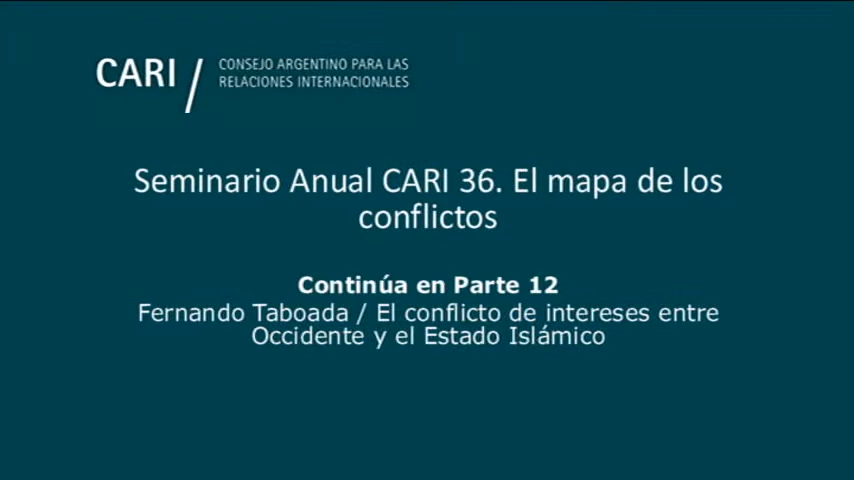 CARI /
CONSEJO ARGENTINO PARA LAS
RELACIONES INTERNACIONALES
Seminario Anual CARI 36. El mapa de los
conflictos
Continúa en Parte 12
Fernando Taboada / El conflicto de intereses entre
Occidente y el Estado Islámico